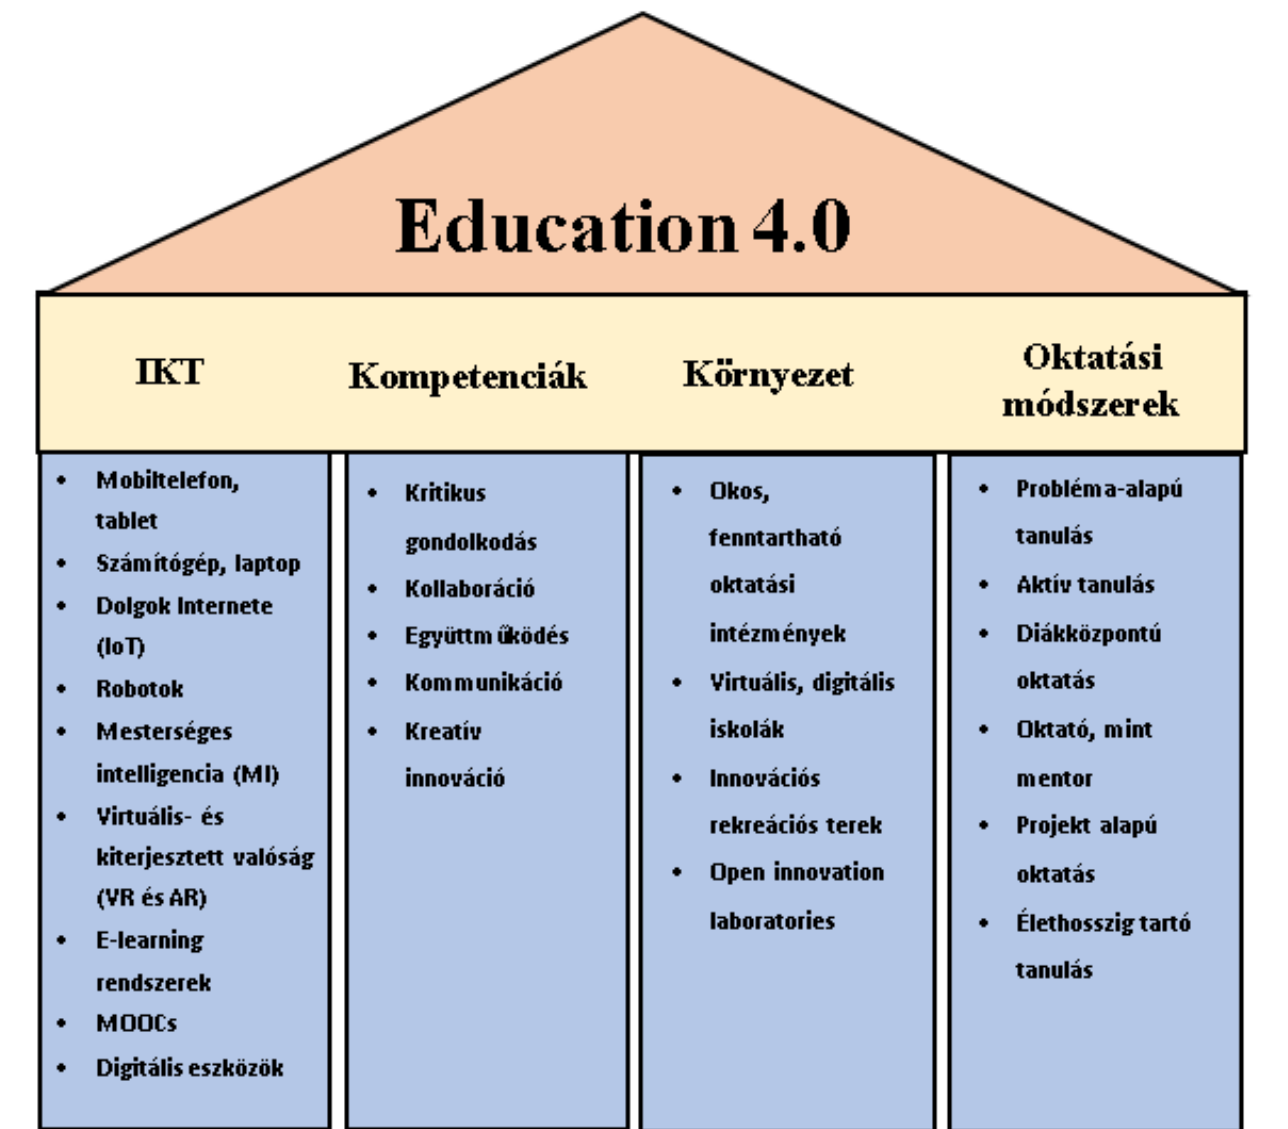 Education 4.0
IKT
Kompetenciák
Környezet
Oktatási
módszerek
• Mobiltelefon,
tablet
• Számítógép, laptop
• Dolgok Internete
(IoT)
• Robotok
• Mesterséges
intelligencia (MI)
• Virtuális- és
kiterjesztett valóság
(VR és AR)
• E-learning
rendszerek
• MOOCs
• Digitális eszközök
• Kritikus
gondolkodás
• Kollaboráció
• Együttműködés
• Kommunikáció
• Kreatív
innováció
• Okos,
fenntartható
oktatási
intézmények
• Virtuális, digitális
iskolák
• Innovációs
rekreációs terek
• Open innovation
laboratories
• Probléma-alapú
tanulás
• Aktív tanulás
• Diákközpontú
oktatás
• Oktató, mint
mentor
• Projekt alapú
oktatás
• Élethosszig tartó
tanulás